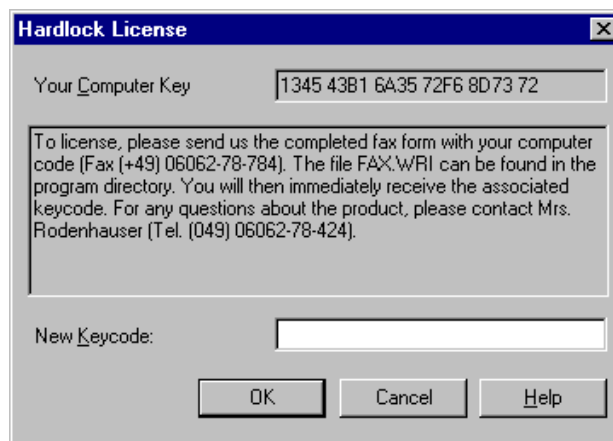 Hardlock License
Your Computer Key 1345 43B1 6A35 72F6 8D73 72
To license, please send us the completed fax form with your computer
code (Fax (+49) 06062-78-784). The file FAX.WRI can be found in the
program directory. You will then immediately receive the associated
keycode. For any questions about the product, please contact Mrs.
Rodenhauser (Tel. (049) 06062-78-424).
New Keycode:
OK Cancel Help